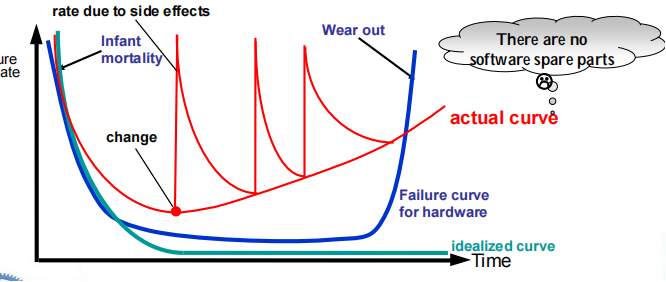 rate due to side effects
Infant
mortality
Wear out
There are no
software spare parts
ure
ate
change
actual curve
Failure curve
for hardware
idealized curve
Time